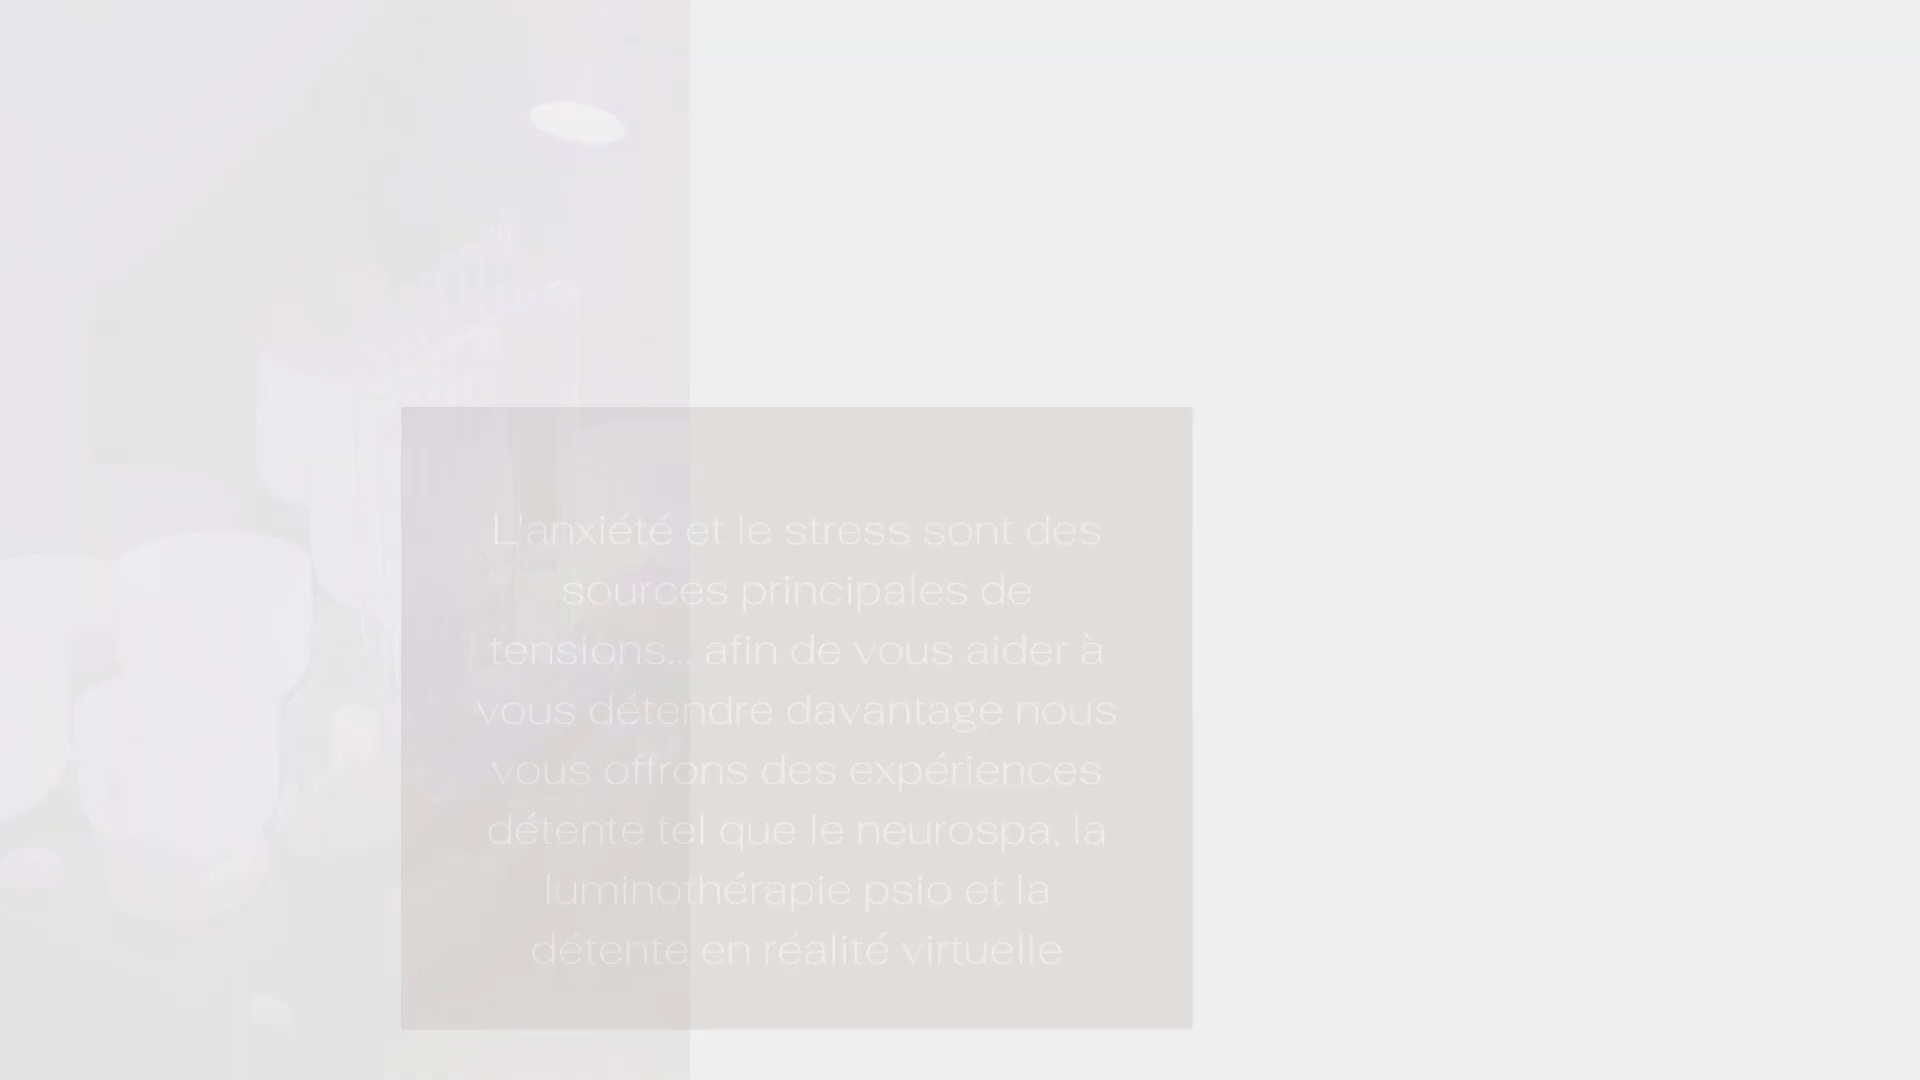 L'anxiété et le stress sont des
sources principales de
tensions... afin de vous aider à
vous détendre davantage nous
vous offrons des expériences
détente tel que le neurospa, la
luminothérapie psio et la
détente en réalité virtuelle